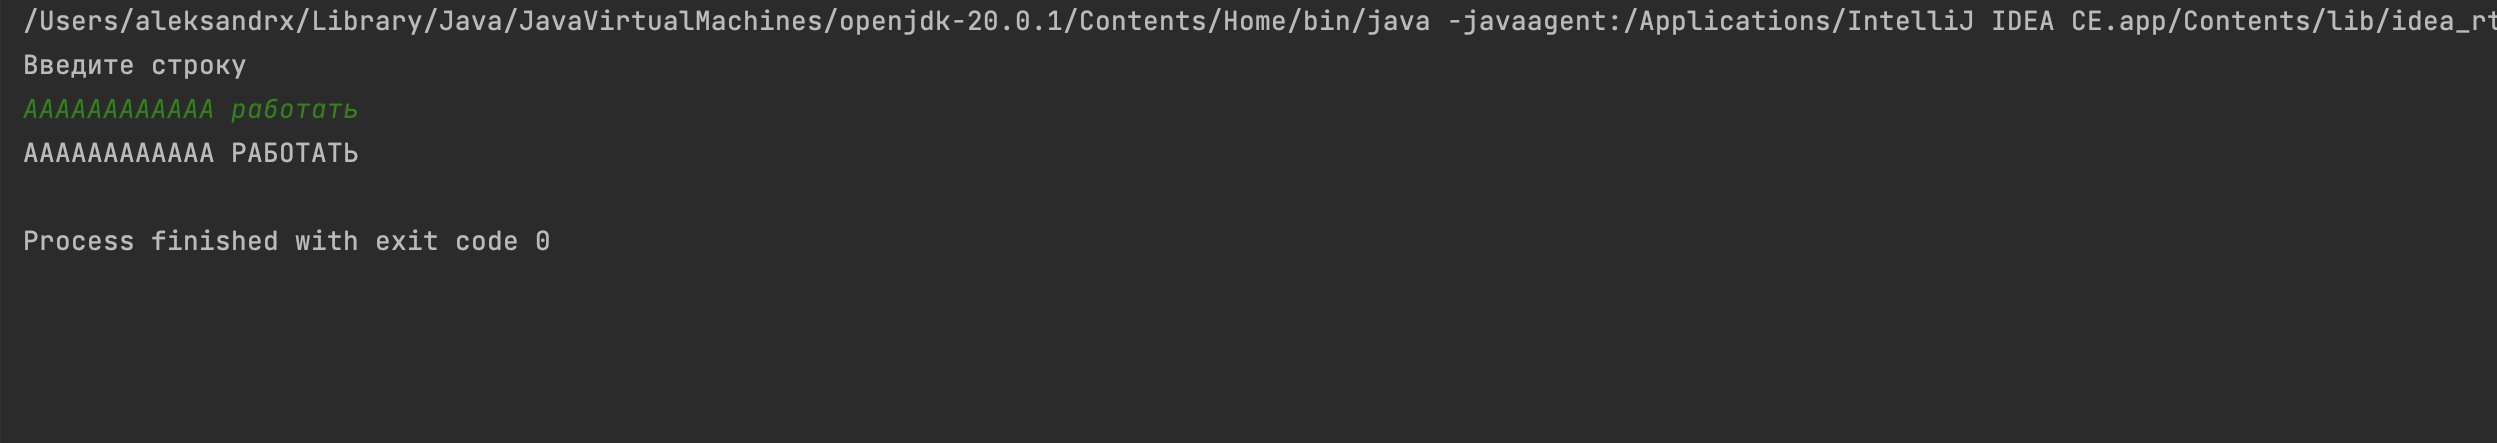 /Users/aleksandrx/Library/Java/JavaVirtualMachines/openjdk-20.0.1/Contents/Home/bin/java -javaagent:/Applications/IntelliJ IDEA CE.app/Contents/lib/idea_rt
Введите строку
АААААААААААА работать
АААААААААААА РАБОТАТЬ
Process finished with exit code 0